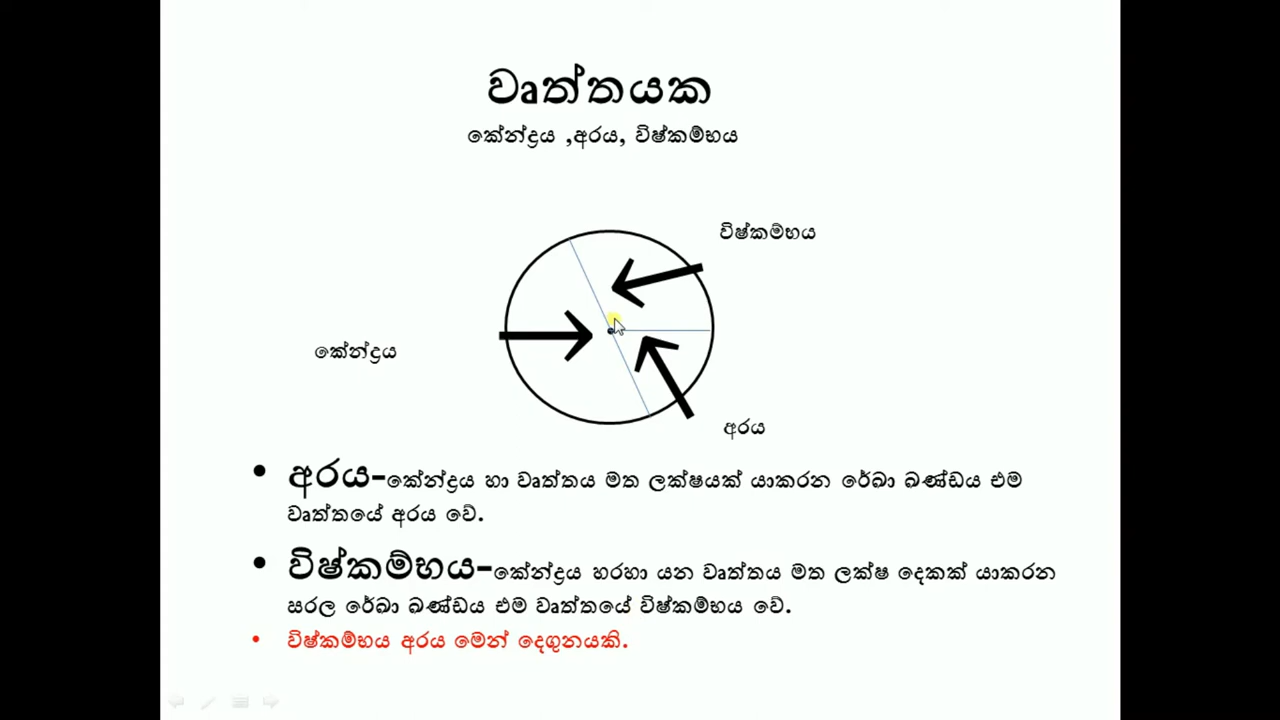 වෘත්තයක
කේන්ද්‍රය ,අරය, විෂ්කම්භය
විෂ්කම්භය
කේන්ද්‍රය
අරය
• අරය-කේන්ද්‍රය හා වෘත්තය මත ලක්ෂයක් යාකරන රේඛා ඛණ්ඩය එම
වෘත්තයේ අරය වේ.
• විෂ්කම්භය-කේන්ද්‍රය හරහා යන වෘත්තය මත ලක්ෂ දෙකක් යාකරන
සරල රේඛා ඛණ්ඩය එම වෘත්තයේ විෂ්කම්භය වේ.
• විෂ්කම්භය අරය මෙන් දෙගුනයකි.